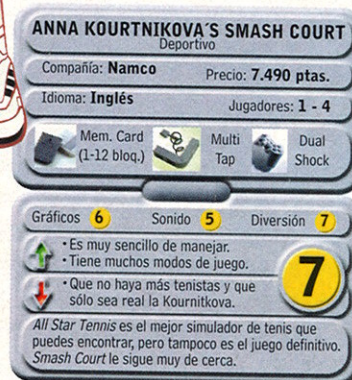 ANNA KOURTNIKOVA´S SMASH COURT
Deportivo
Compañía: Namco
Precio: 7.490 ptas.
Idioma: Inglés
Jugadores: 1 - 4
Mem. Card
(1-12 bloq.)
Multi
Tap
Dual
Shock
Gráficos 6 Sonido 5 Diversión 7
• Es muy sencillo de manejar.
• Tiene muchos modos de juego.
• Que no haya más tenistas y que
sólo sea real la Kournitkova.
7
All Star Tennis es el mejor simulador de tenis que
puedes encontrar, pero tampoco es el juego definitivo.
Smash Court le sigue muy de cerca.